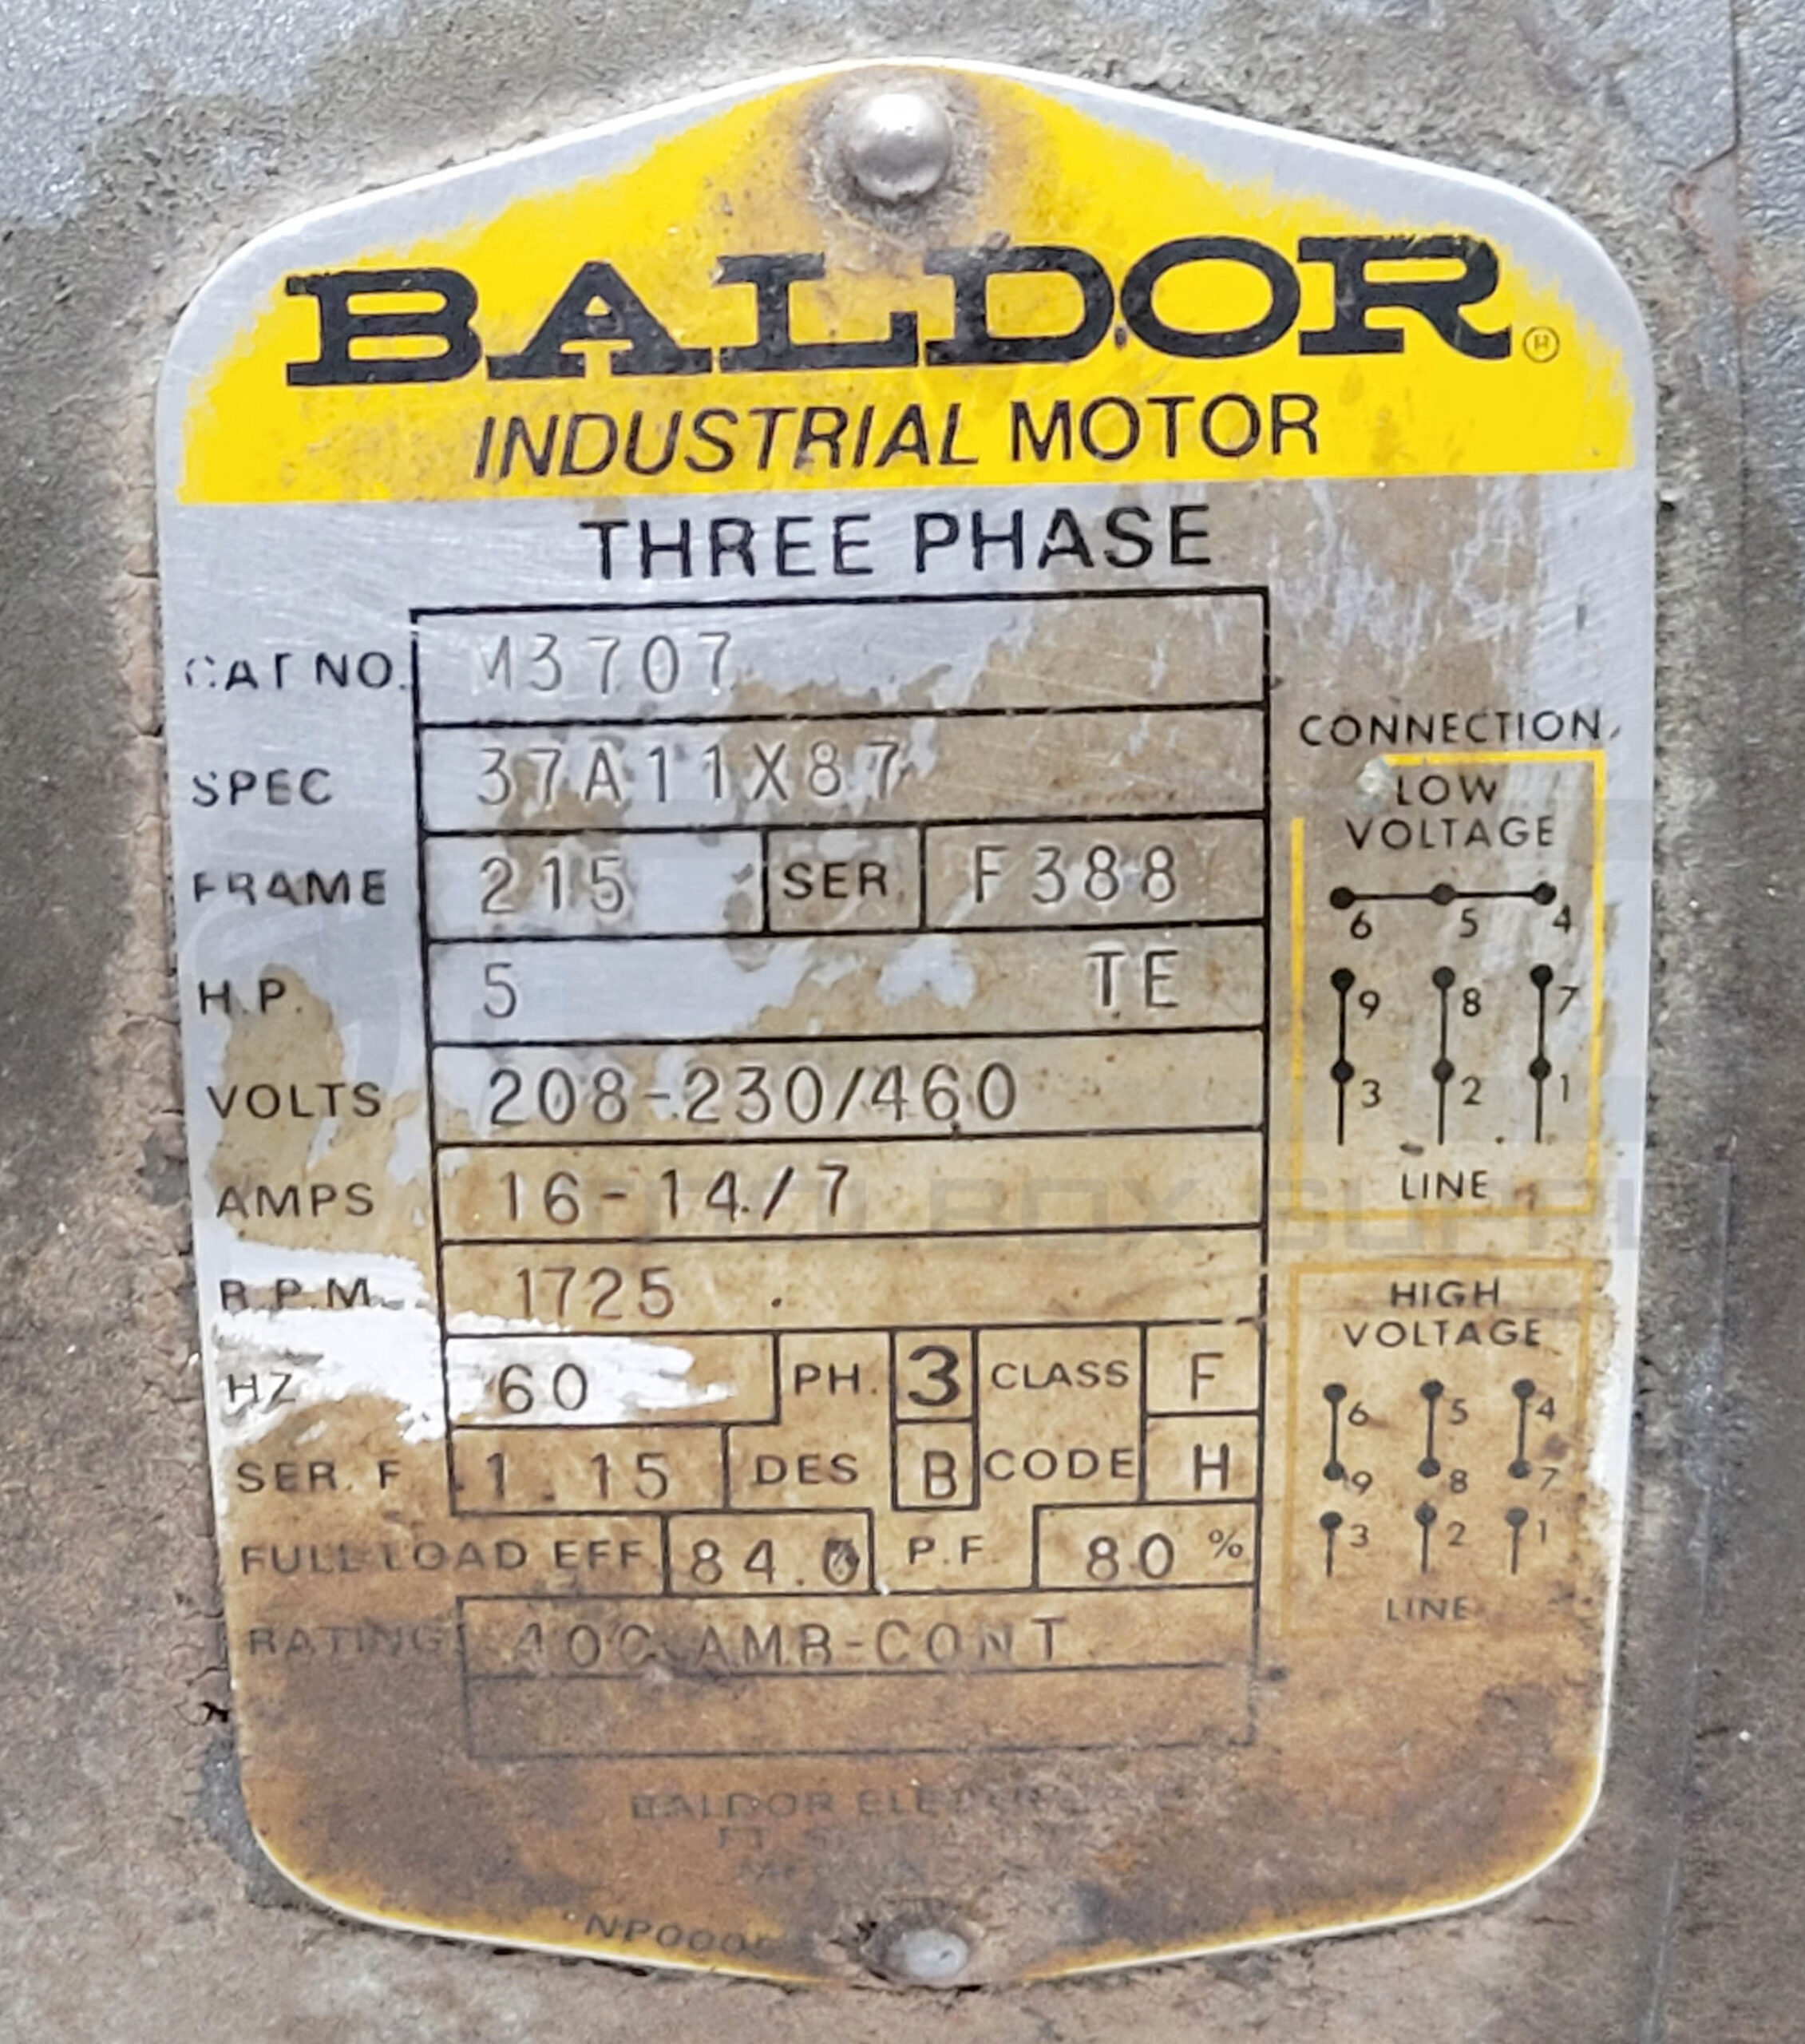 BALDOR®
INDUSTRIAL MOTOR
THREE PHASE
CAT NO. M3707
SPEC 37A11X87
FRAME 215 SER. F388
H.P. 5 TE
VOLTS 208-230/460
AMPS 16-14/7
R.P.M. 1725
HZ 60 PH. 3 CLASS F
SER. F. 1.15 DES B CODE H
FULL LOAD EFF. 84.0 P.F. 80 %
RATING 40C AMB-CONT
CONNECTION
LOW
VOLTAGE
6 5 4
9 8 7
3 2 1
LINE
HIGH
VOLTAGE
6 5 4
9 8 7
3 2 1
LINE
BALDOR
BOX